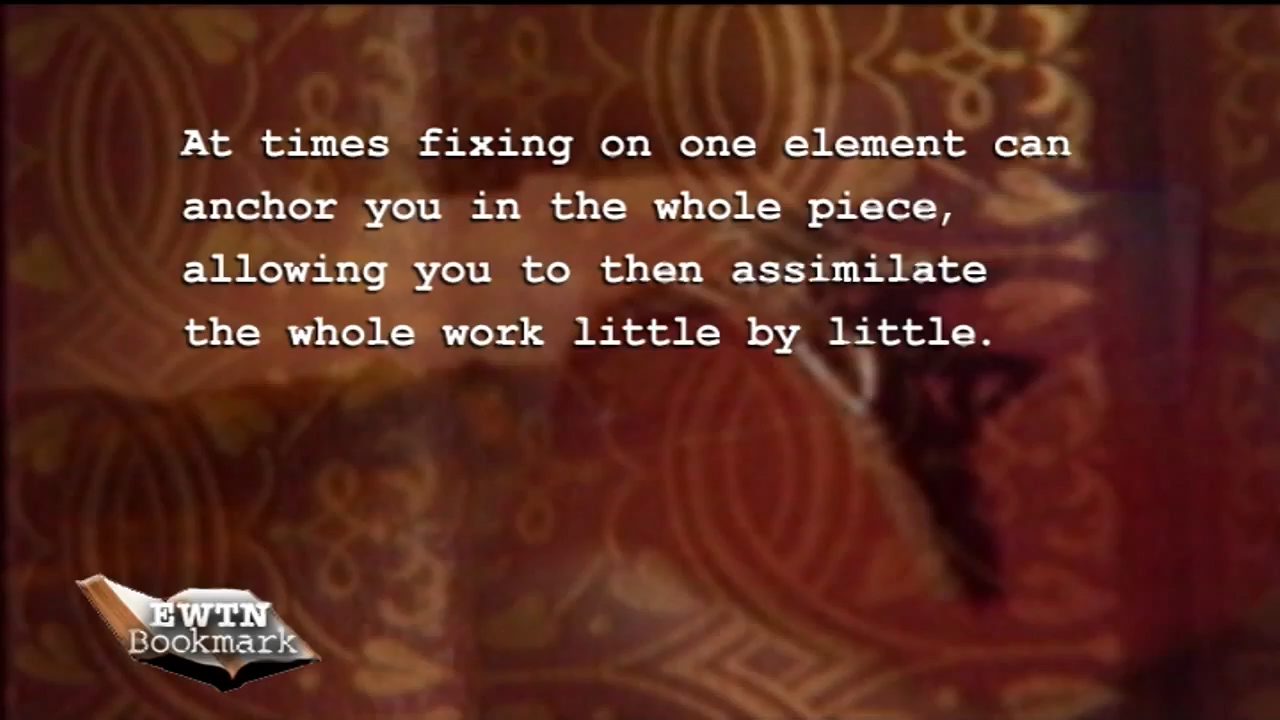 At times fixing on one element can
anchor you in the whole piece,
allowing you to then assimilate
the whole work little by little.
EWTN
Bookmark